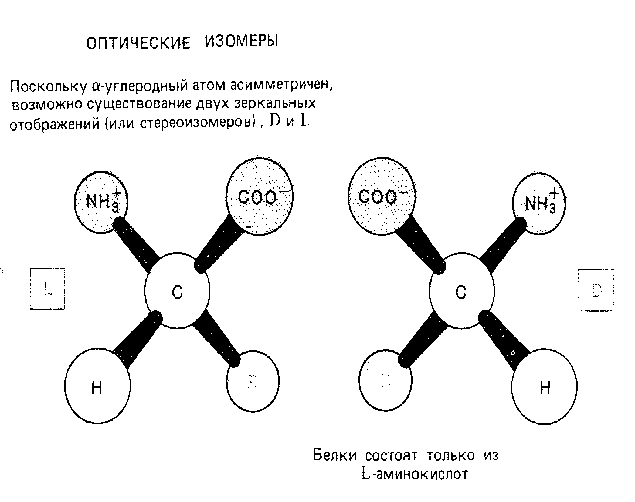 ОПТИЧЕСКИЕ ИЗОМЕРЫ
Поскольку α-углеродный атом асимметричен,
возможно существование двух зеркальных
отображений (или стереоизомеров), D и L
NH₃⁺ COO⁻ COO⁻ NH₃⁺
L C C D
H R R H
Белки состоят только из
L-аминокислот